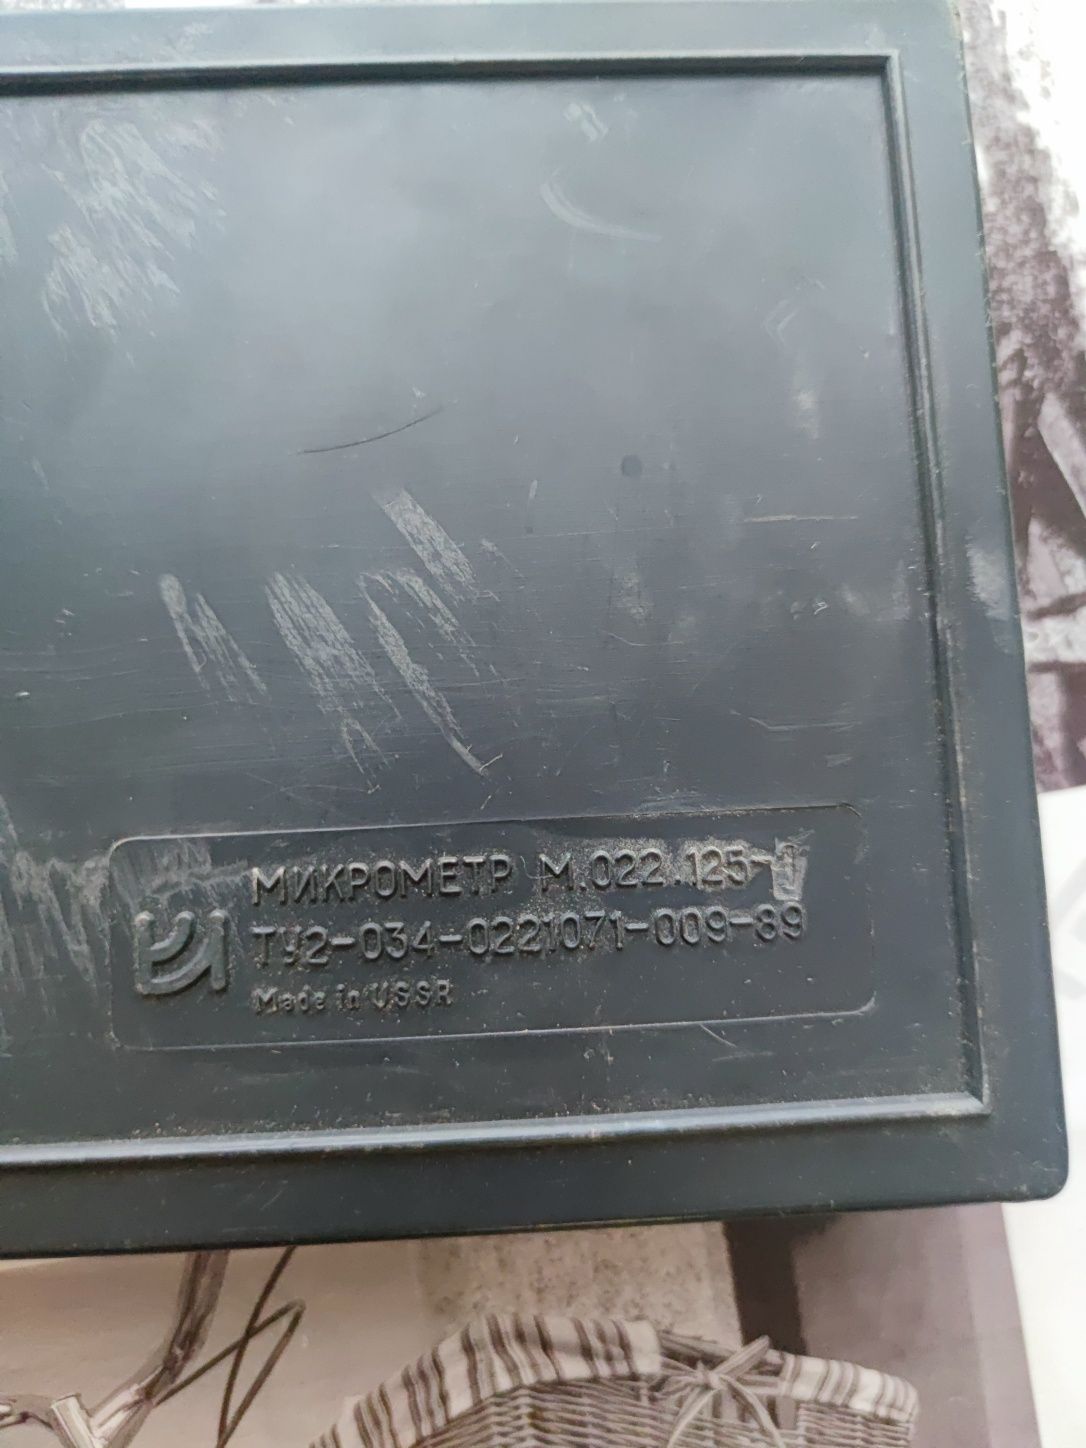 МИКРОМЕТР М.022.125-1
ТУ2-034-0221071-009-89
Made in USSR